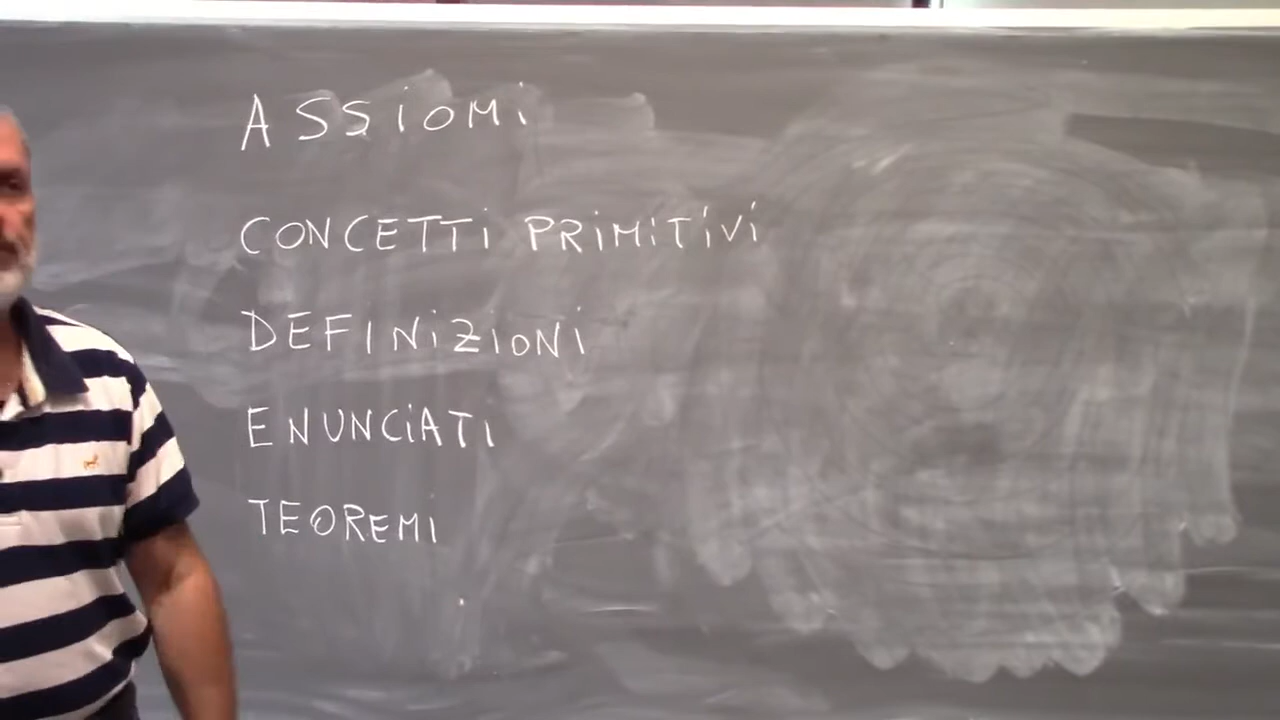 ASSiOMi
CONCETTi PRiMiTiVi
DEFINiZiONi
ENUNCiATi
TEOREMi